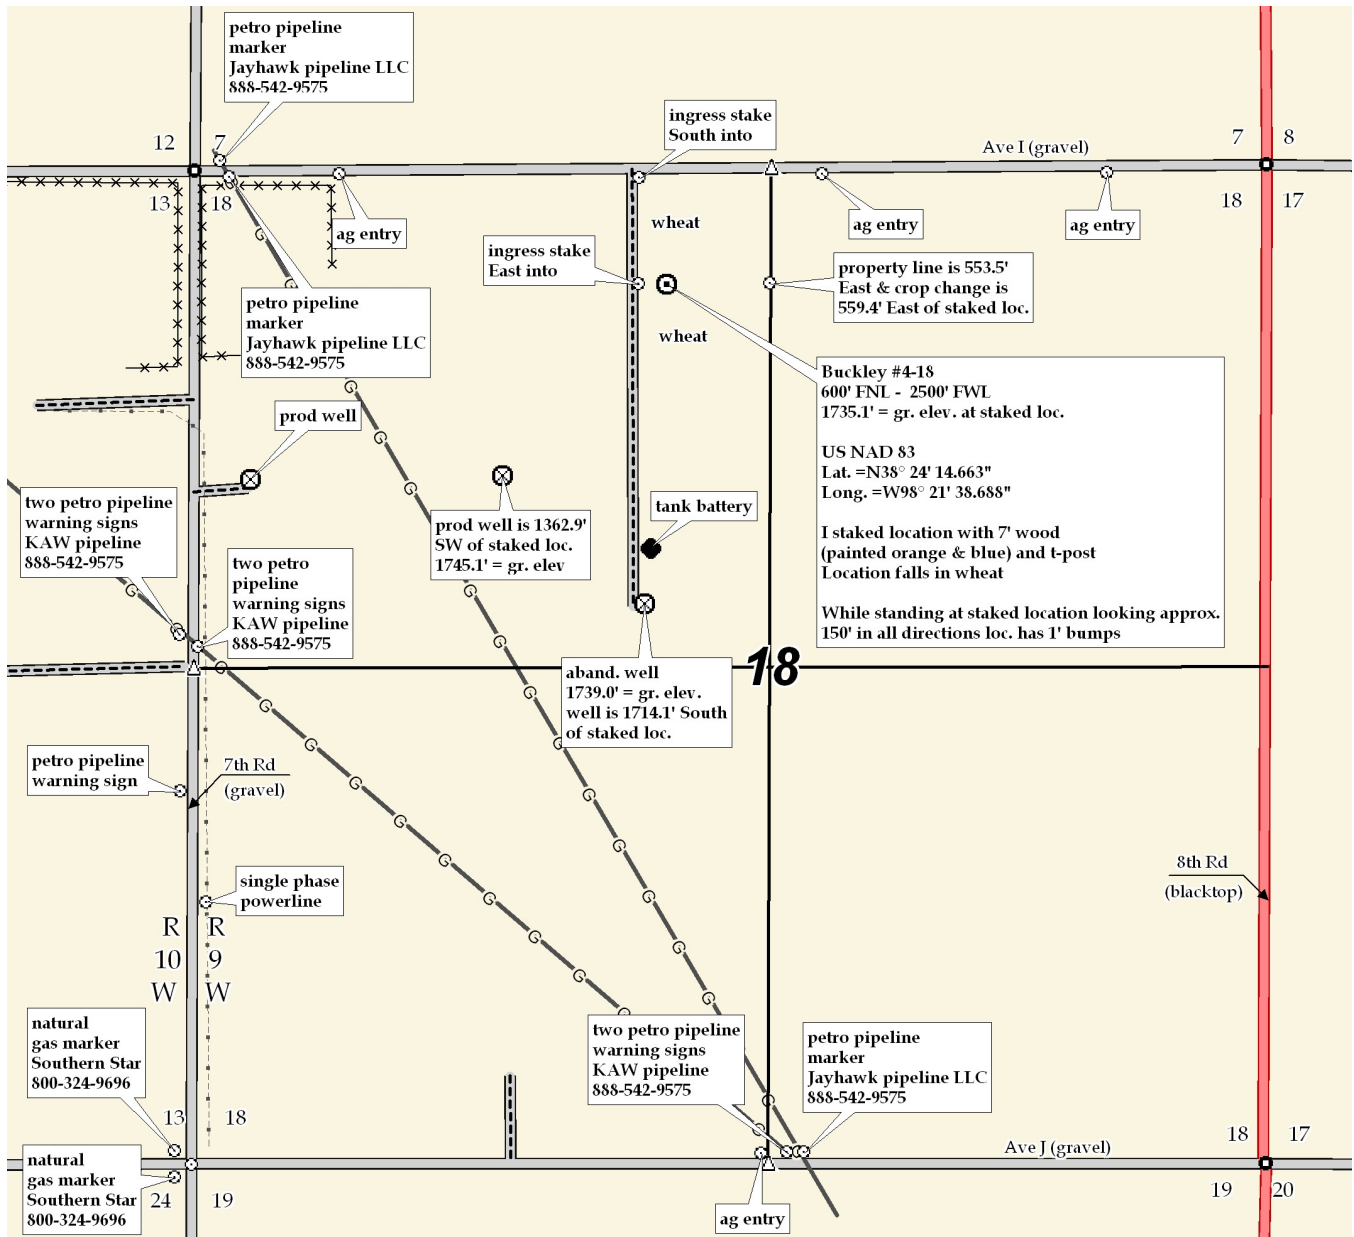 petro pipeline
marker
Jayhawk pipeline LLC
888-542-9575
12
7
ingress stake
South into
Ave I (gravel)
7
8
13
18
ag entry
wheat
ag entry
ag entry
18
17
ingress stake
East into
property line is 553.5'
East & crop change is
559.4' East of staked loc.
G
G
petro pipeline
marker
Jayhawk pipeline LLC
888-542-9575
wheat
Buckley #4-18
600' FNL - 2500' FWL
1735.1' = gr. elev. at staked loc.
US NAD 83
Lat. =N38° 24' 14.663"
Long. =W98° 21' 38.688"
I staked location with 7' wood
(painted orange & blue) and t-post
Location falls in wheat
While standing at staked location looking approx.
150' in all directions loc. has 1' bumps
G
G
G
G
prod well
two petro pipeline
warning signs
KAW pipeline
888-542-9575
prod well is 1362.9'
SW of staked loc.
1745.1' = gr. elev
tank battery
two petro
pipeline
warning signs
KAW pipeline
888-542-9575
G
G
G
G
G
aband. well
1739.0' = gr. elev.
well is 1714.1' South
of staked loc.
18
G
G
G
G
G
petro pipeline
warning sign
7th Rd
(gravel)
G
G
G
G
8th Rd
(blacktop)
single phase
powerline
G
G
G
G
G
G
R
10
W
R
9
W
natural
gas marker
Southern Star
800-324-9696
two petro pipeline
warning signs
KAW pipeline
888-542-9575
petro pipeline
marker
Jayhawk pipeline LLC
888-542-9575
G
G
G
13
18
Ave J (gravel)
18
17
natural
gas marker
Southern Star
800-324-9696
24
19
ag entry
19
20